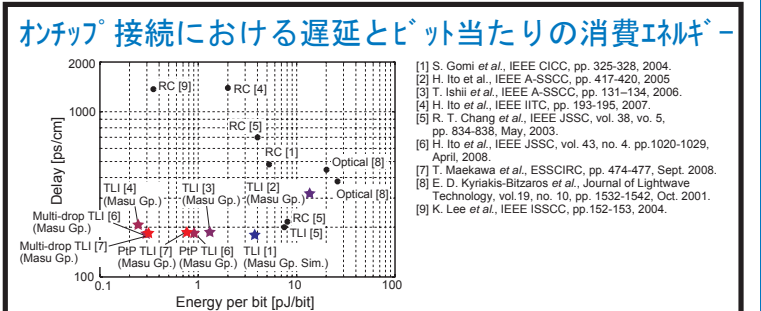 オンチップ接続における遅延とビット当たりの消費エネルギー
2000
1000
100
Delay [ps/cm]
RC [9]
RC [4]
RC [5]
RC [1]
Optical [8]
Optical [8]
TLI [4]
(Masu Gp.)
TLI [3]
(Masu Gp.)
TLI [2]
(Masu Gp.)
Multi-drop TLI [6]
(Masu Gp.)
RC [5]
TLI [5]
Multi-drop TLI [7]
(Masu Gp.)
PtP TLI [7]
(Masu Gp.)
PtP TLI [6]
(Masu Gp.)
TLI [1]
(Masu Gp. Sim.)
0.1
1
10
100
Energy per bit [pJ/bit]
[1] S. Gomi et al., IEEE CICC, pp. 325-328, 2004.
[2] H. Ito et al., IEEE A-SSCC, pp. 417-420, 2005
[3] T. Ishii et al., IEEE A-SSCC, pp. 131–134, 2006.
[4] H. Ito et al., IEEE IITC, pp. 193-195, 2007.
[5] R. T. Chang et al., IEEE JSSC, vol. 38, vo. 5,
pp. 834-838, May, 2003.
[6] H. Ito et al., IEEE JSSC, vol. 43, no. 4. pp.1020-1029,
April, 2008.
[7] T. Maekawa et al., ESSCIRC, pp. 474-477, Sept. 2008.
[8] E. D. Kyriakis-Bitzaros et al., Journal of Lightwave
Technology, vol.19, no. 10, pp. 1532-1542, Oct. 2001.
[9] K. Lee et al., IEEE ISSCC, pp.152-153, 2004.